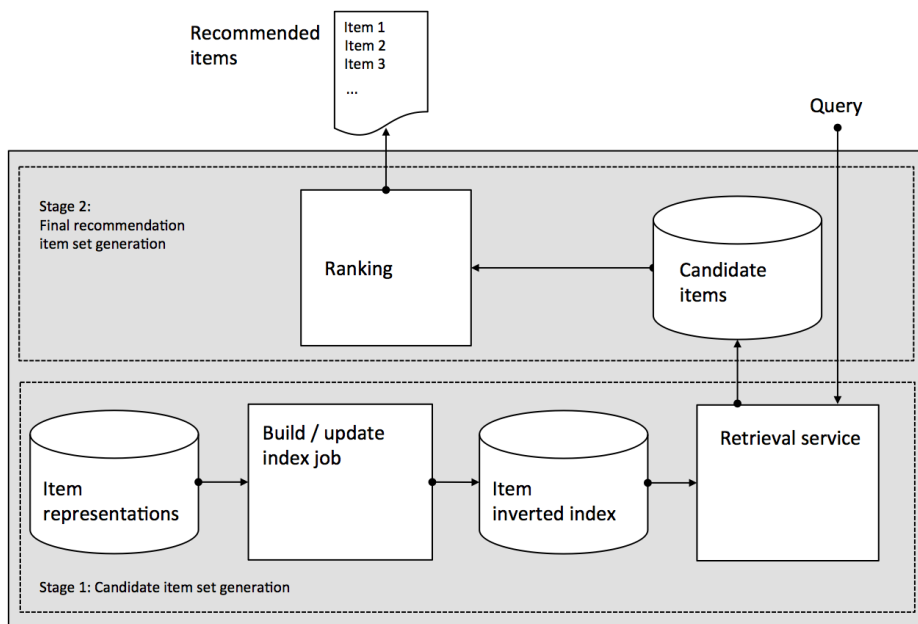 Recommended
items
Item 1
Item 2
Item 3
...
Query
Stage 2:
Final recommendation
item set generation
Ranking
Candidate
items
Item
representations
Build / update
index job
Item
inverted index
Retrieval service
Stage 1: Candidate item set generation